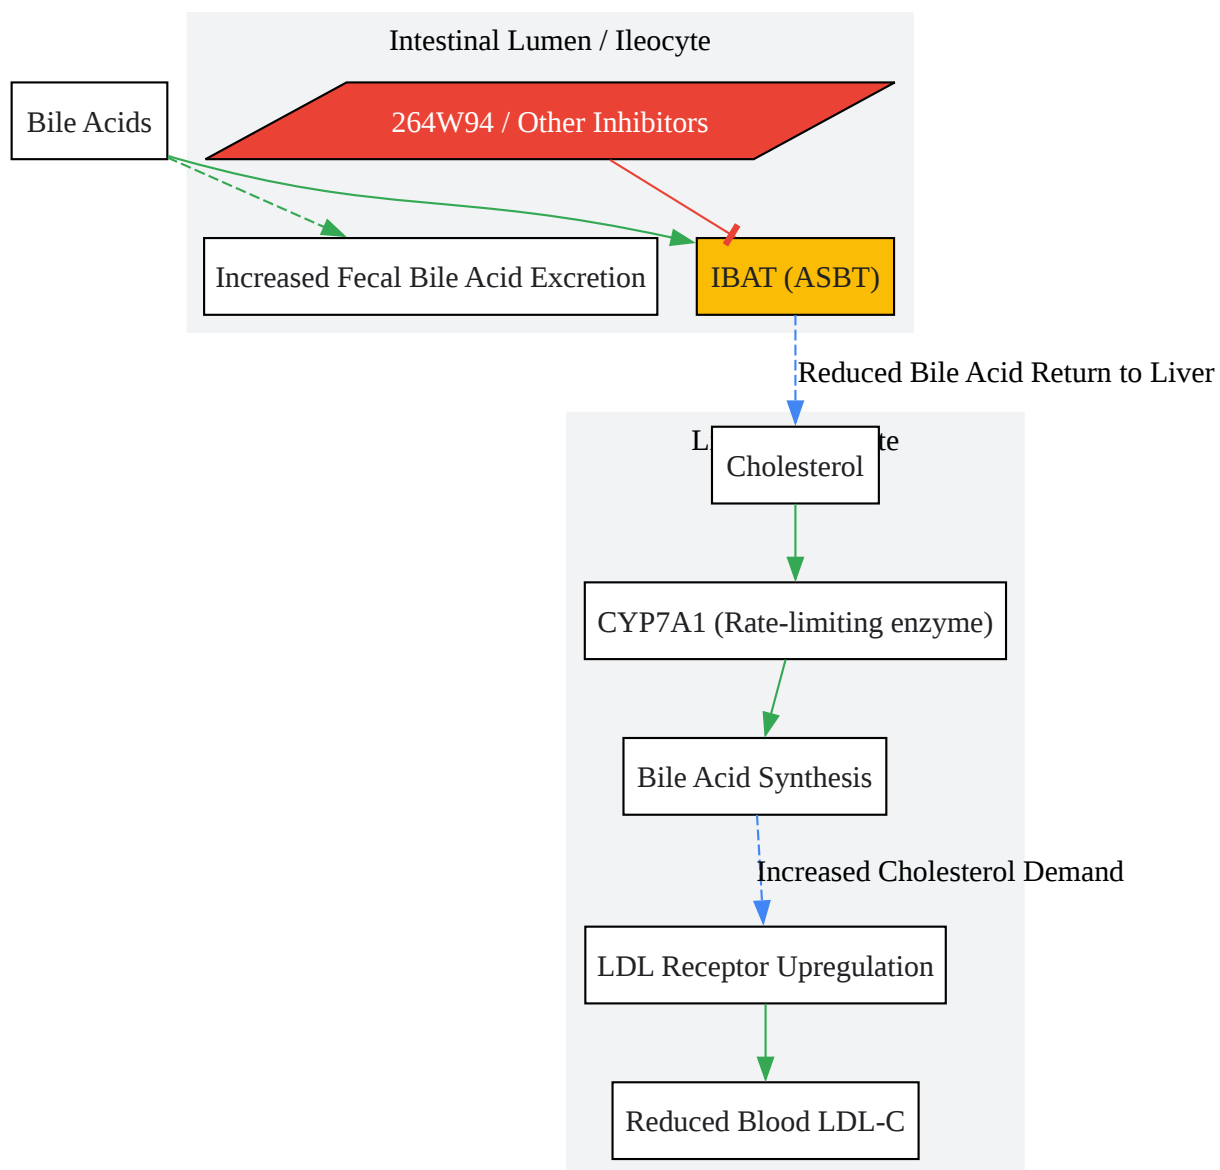 Intestinal Lumen / Ileocyte
Bile Acids
264W94 / Other Inhibitors
Increased Fecal Bile Acid Excretion
IBAT (ASBT)
Reduced Bile Acid Return to Liver
Cholesterol
CYP7A1 (Rate-limiting enzyme)
Bile Acid Synthesis
Increased Cholesterol Demand
LDL Receptor Upregulation
Reduced Blood LDL-C